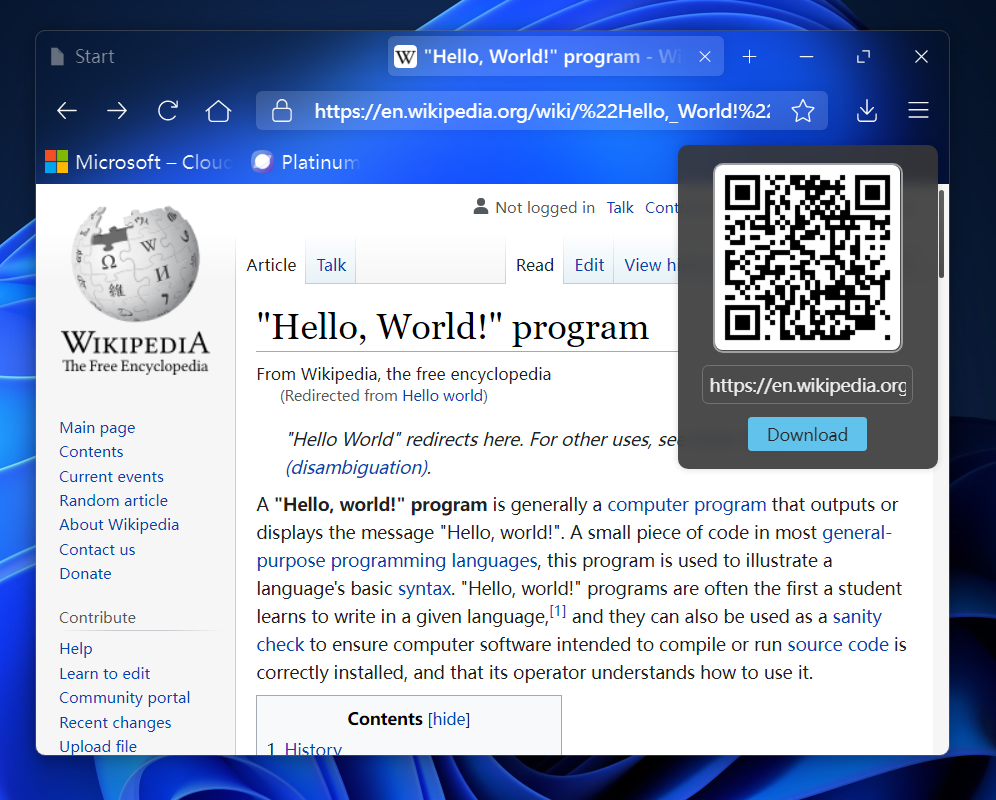 Start
"Hello, World!" program - Wi
https://en.wikipedia.org/wiki/%22Hello,_World!%22
Microsoft – Cloud
Platinum
https://en.wikipedia.org
Download
WIKIPEDIA
The Free Encyclopedia
Main page
Contents
Current events
Random article
About Wikipedia
Contact us
Donate
Contribute
Help
Learn to edit
Community portal
Recent changes
Upload file
Not logged in Talk Cont
Article Talk Read Edit View hi
"Hello, World!" program
From Wikipedia, the free encyclopedia
(Redirected from Hello world)
"Hello World" redirects here. For other uses, see
(disambiguation).
A "Hello, world!" program is generally a computer program that outputs or
displays the message "Hello, world!". A small piece of code in most general-
purpose programming languages, this program is used to illustrate a
language's basic syntax. "Hello, world!" programs are often the first a student
learns to write in a given language,[1] and they can also be used as a sanity
check to ensure computer software intended to compile or run source code is
correctly installed, and that its operator understands how to use it.
Contents [hide]
1 History